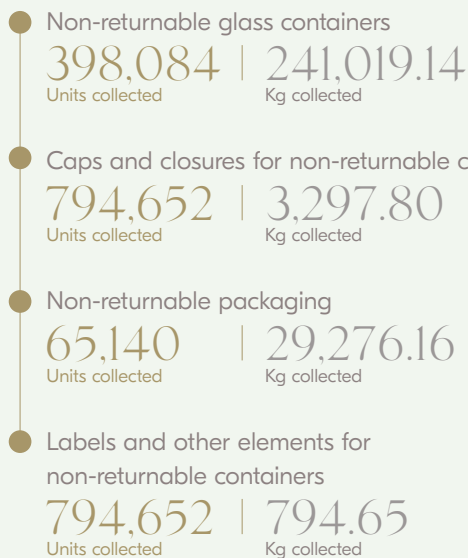 Non-returnable glass containers
398,084 | 241,019.14
Units collected Kg collected
Caps and closures for non-returnable
794,652 | 3,297.80
Units collected Kg collected
Non-returnable packaging
65,140 | 29,276.16
Units collected Kg collected
Labels and other elements for
non-returnable containers
794,652 | 794.65
Units collected Kg collected